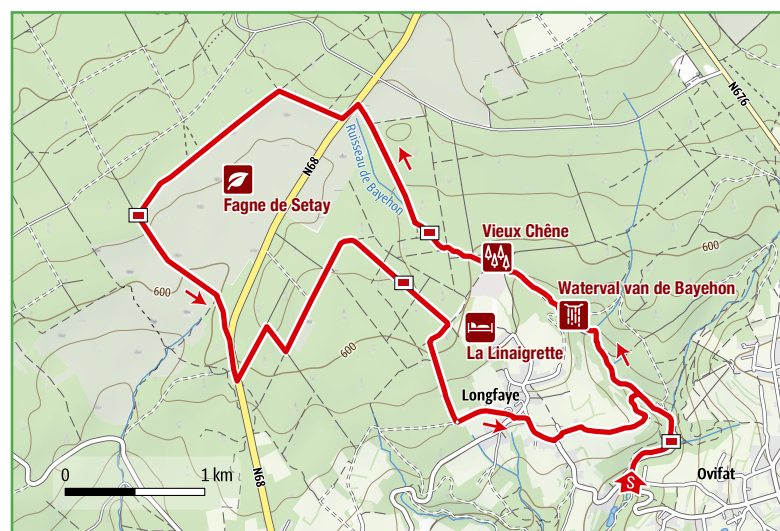 N676
N68
Ruisseau de Bayehon
Fagne de Setay
Vieux Chêne
600
Waterval van de Bayehon
600
600
La Linaigrette
Longfaye
0 1 km
N68
S
Ovifat